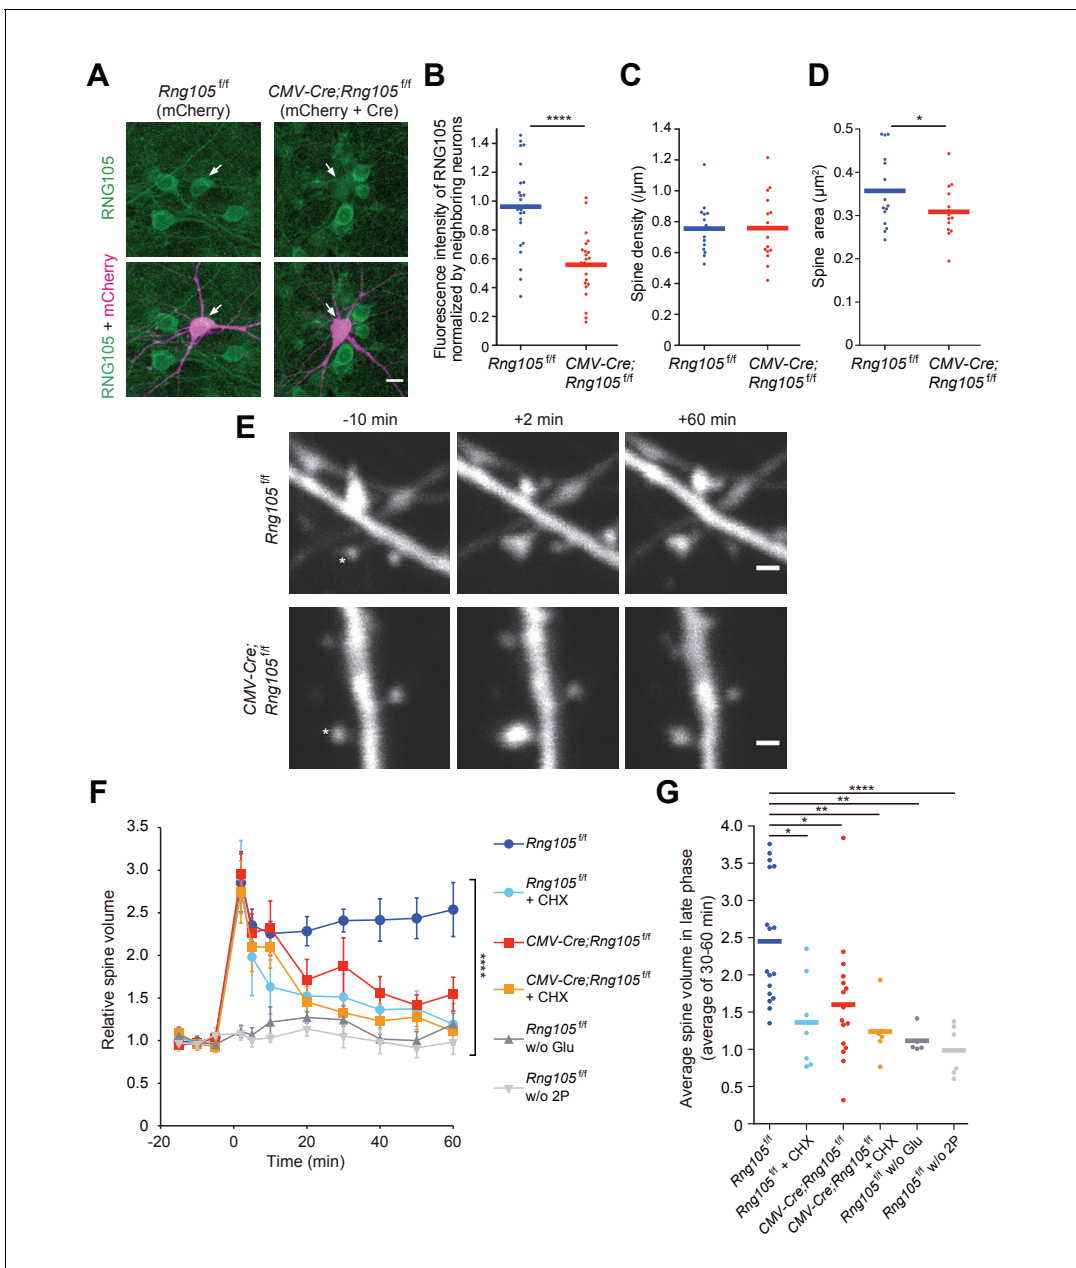 A
Rng105 f/f
(mCherry)
CMV-Cre;Rng105 f/f
(mCherry + Cre)
RNG105
RNG105 + mCherry
B
Fluorescence intensity of RNG105
normalized by neighboring neurons
****
1.4
1.2
1.0
0.8
0.6
0.4
0.2
0
Rng105 f/f
CMV-Cre;
Rng105 f/f
C
Spine density (/μm)
1.4
1.2
1.0
0.8
0.6
0.4
0.2
0
Rng105 f/f
CMV-Cre;
Rng105 f/f
D
Spine area (μm²)
*
0.5
0.4
0.3
0.2
0.1
0
Rng105 f/f
CMV-Cre;
Rng105 f/f
E
-10 min
+2 min
+60 min
Rng105 f/f
*
CMV-Cre;
Rng105 f/f
*
F
Relative spine volume
3.5
3.0
2.5
2.0
1.5
1.0
0.5
0
-20
0
20
40
60
Time (min)
Rng105 f/f
Rng105 f/f
+ CHX
CMV-Cre;Rng105 f/f
CMV-Cre;Rng105 f/f
+ CHX
Rng105 f/f
w/o Glu
Rng105 f/f
w/o 2P
****
G
Average spine volume in late phase
(average of 30-60 min)
****
**
**
*
*
4.0
3.5
3.0
2.5
2.0
1.5
1.0
0.5
0
Rng105 f/f
Rng105 f/f + CHX
CMV-Cre;Rng105 f/f
CMV-Cre;Rng105 f/f
+ CHX
Rng105 f/f w/o Glu
Rng105 f/f w/o 2P